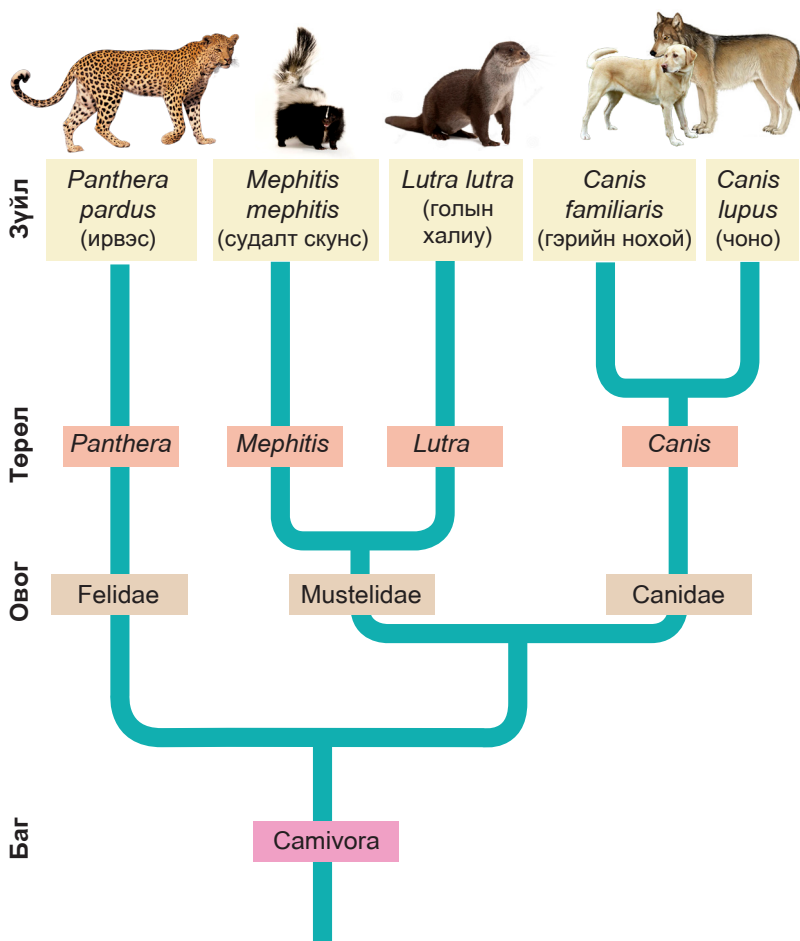 Зүйл
Panthera
pardus
(ирвэс)
Mephitis
mephitis
(судалт скунс)
Lutra lutra
(голын
халиу)
Canis
familiaris
(гэрийн нохой)
Canis
lupus
(чоно)
Төрөл
Panthera
Mephitis
Lutra
Canis
Овог
Felidae
Mustelidae
Canidae
Баг
Camivora